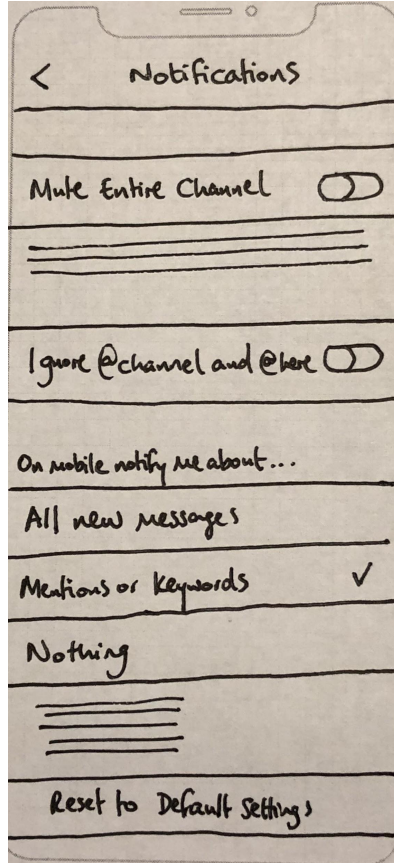 Notifications
Mute Entire Channel
Ignore @channel and @here
On mobile notify me about...
All new messages
Mentions or Keywords
Nothing
Reset to Default Settings